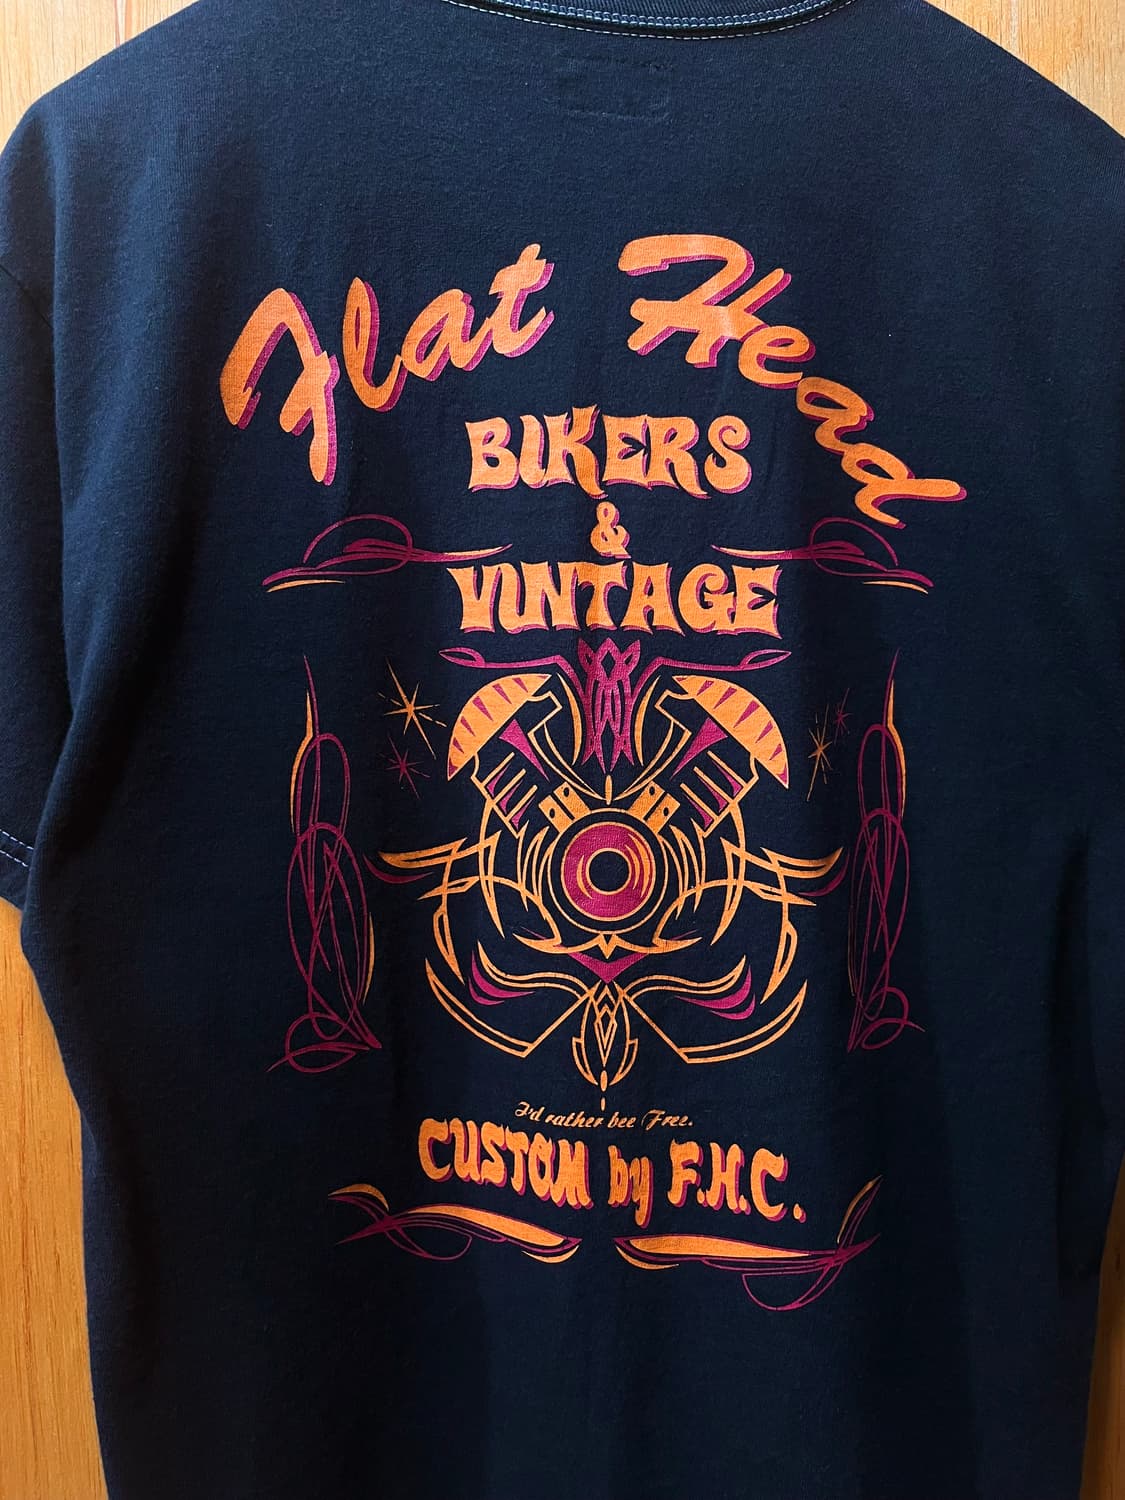 Flat Head
BIKERS
&
VINTAGE
I'd rather bee Free.
CUSTOM by F.H.C.